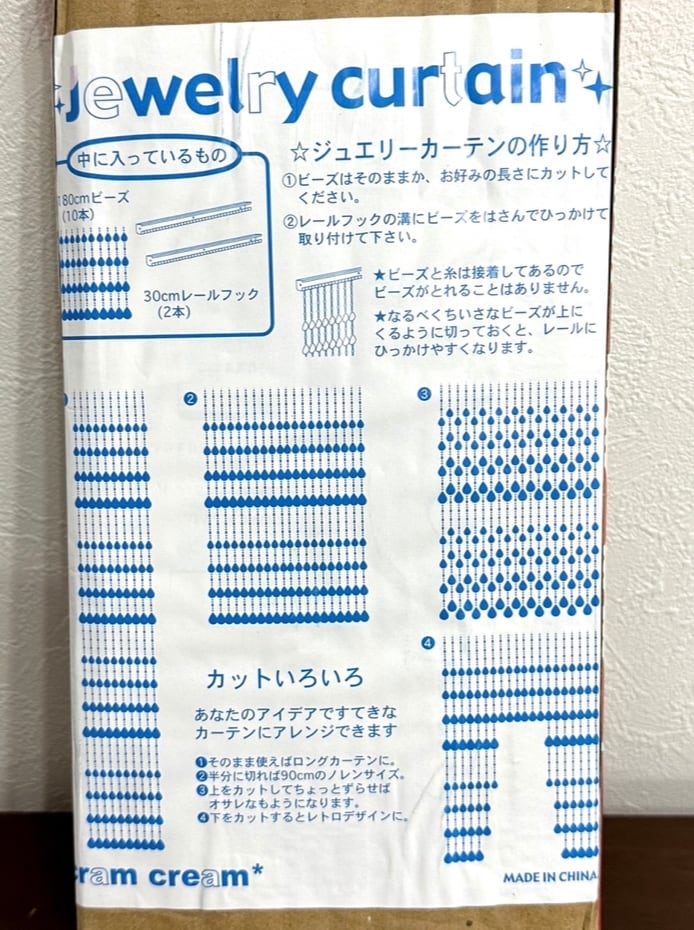 jewelry curtain
中に入っているもの
180cmビーズ
(10本)
30cmレールフック
(2本)
☆ジュエリーカーテンの作り方☆
①ビーズはそのままか、お好みの長さにカットして
ください。
②レールフックの溝にビーズをはさんでひっかけて
取り付けて下さい。
★ビーズと糸は接着してあるので
ビーズがとれることはありません。
★なるべくちいさなビーズが上に
くるように切っておくと、レールに
ひっかけやすくなります。
❷
❸
❹
カットいろいろ
あなたのアイデアですてきな
カーテンにアレンジできます
❶そのまま使えばロングカーテンに。
❷半分に切れば90cmのノレンサイズ。
❸上をカットしてちょっとずらせば
オサレなもようになります。
❹下をカットするとレトロデザインに。
cram cream*
MADE IN CHINA